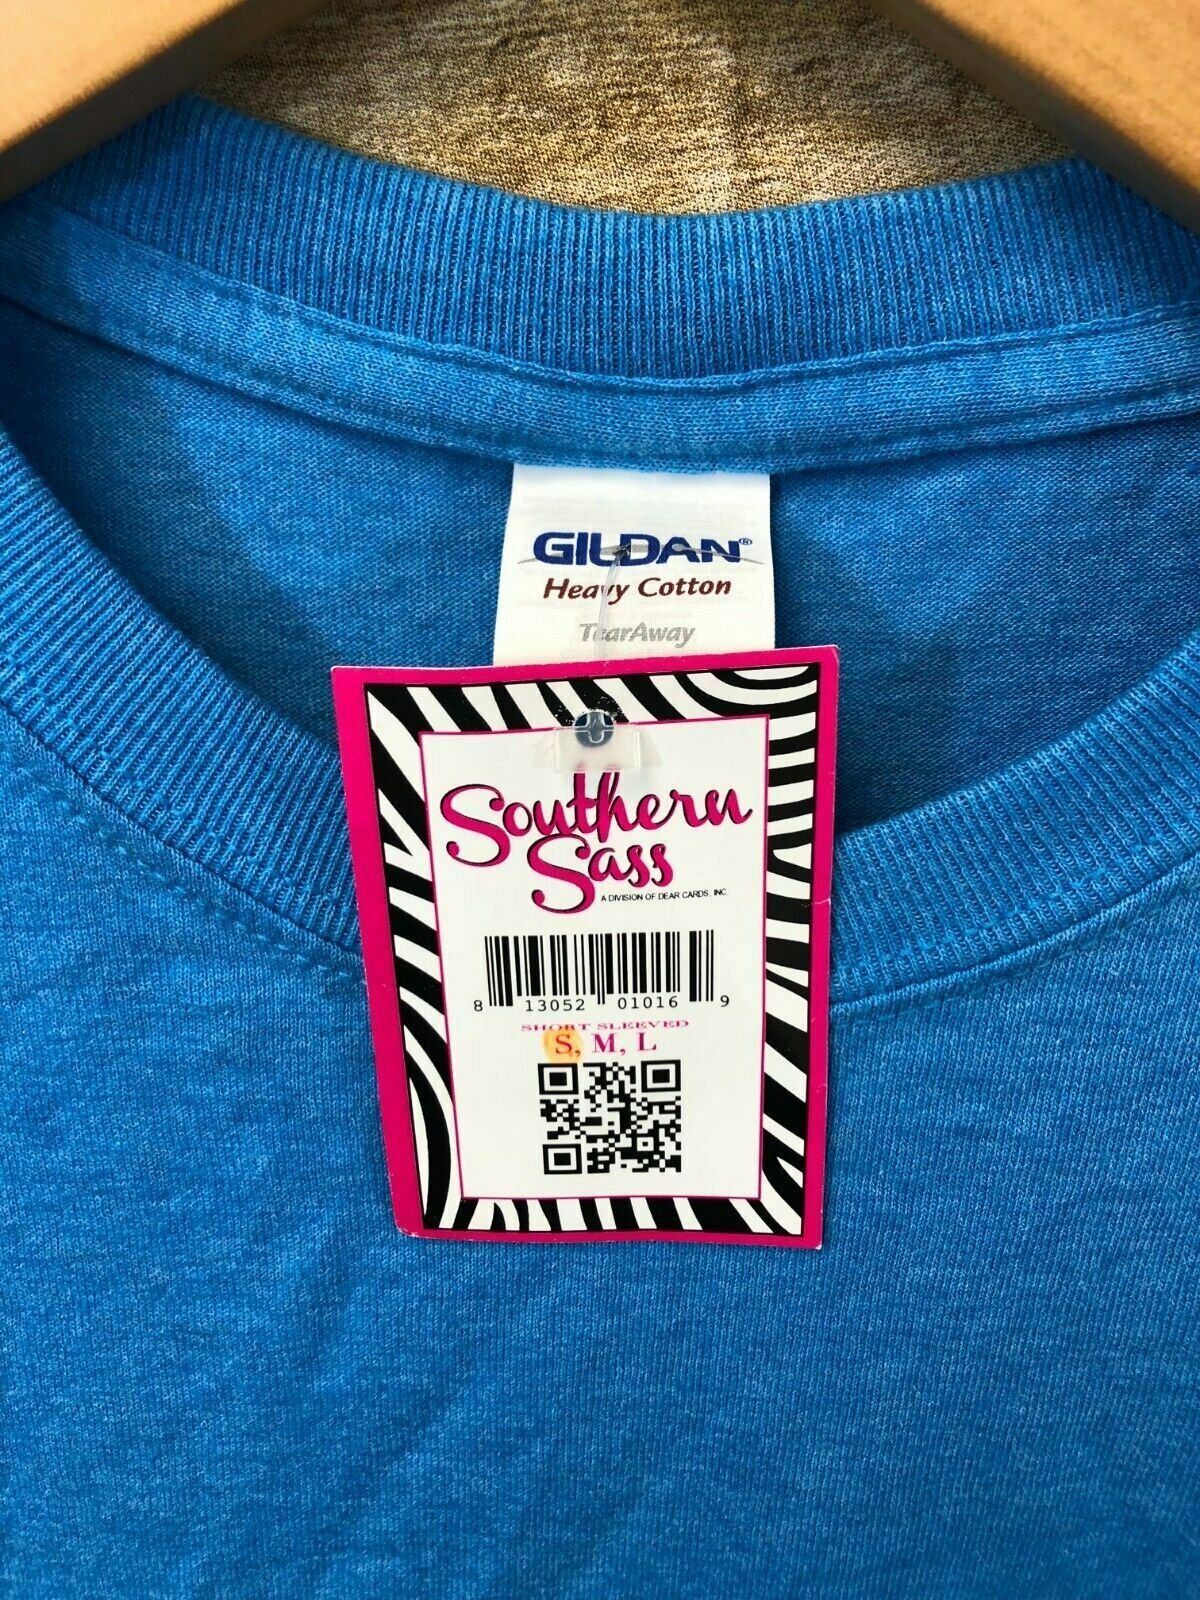 GILDAN®
Heavy Cotton
TearAway
Southern
Sass
A DIVISION OF DEAR CARDS, INC.
8 13052 01016 9
SHORT SLEEVED
S, M, L